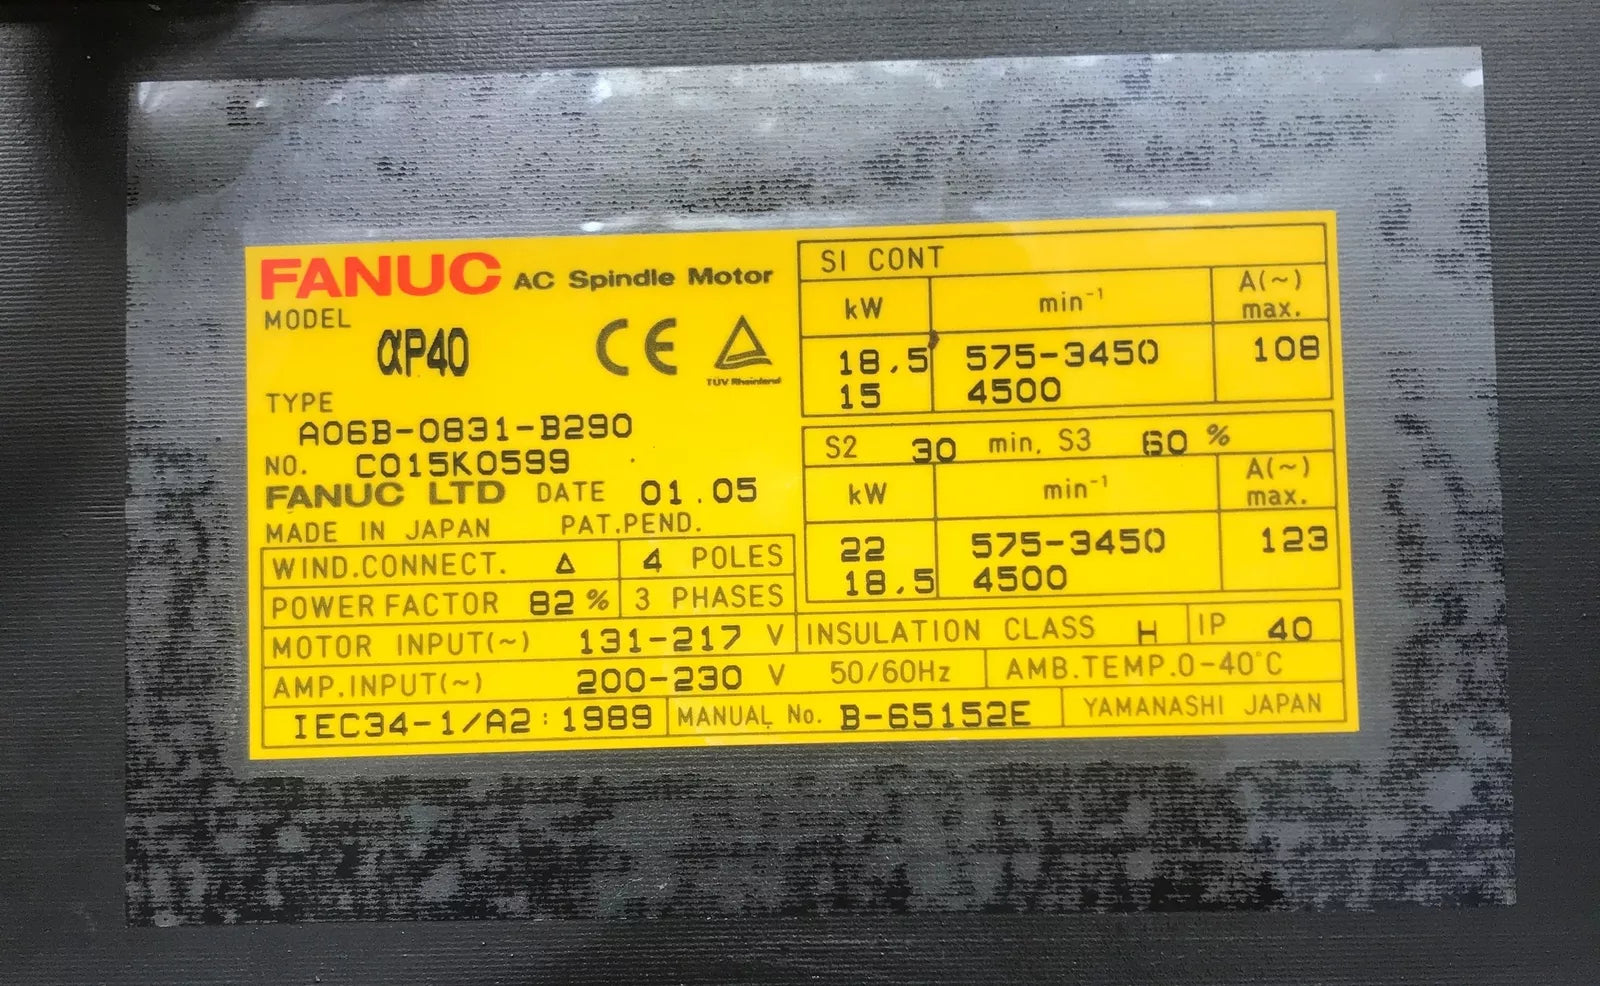 FANUC AC Spindle Motor
MODEL
αP40
CE
TÜV Rheinland
TYPE
A06B-0831-B290
NO. C015K0599
FANUC LTD DATE 01.05
MADE IN JAPAN PAT.PEND.
WIND.CONNECT. Δ 4 POLES
POWER FACTOR 82 % 3 PHASES
SI CONT
kW min⁻¹ A(~) max.
18.5 575-3450 108
15 4500
S2 30 min, S3 60 %
kW min⁻¹ A(~) max.
22 575-3450 123
18.5 4500
MOTOR INPUT(~) 131-217 V INSULATION CLASS H IP 40
AMP.INPUT(~) 200-230 V 50/60Hz AMB.TEMP.0-40°C
IEC34-1/A2:1989 MANUAL No. B-65152E YAMANASHI JAPAN